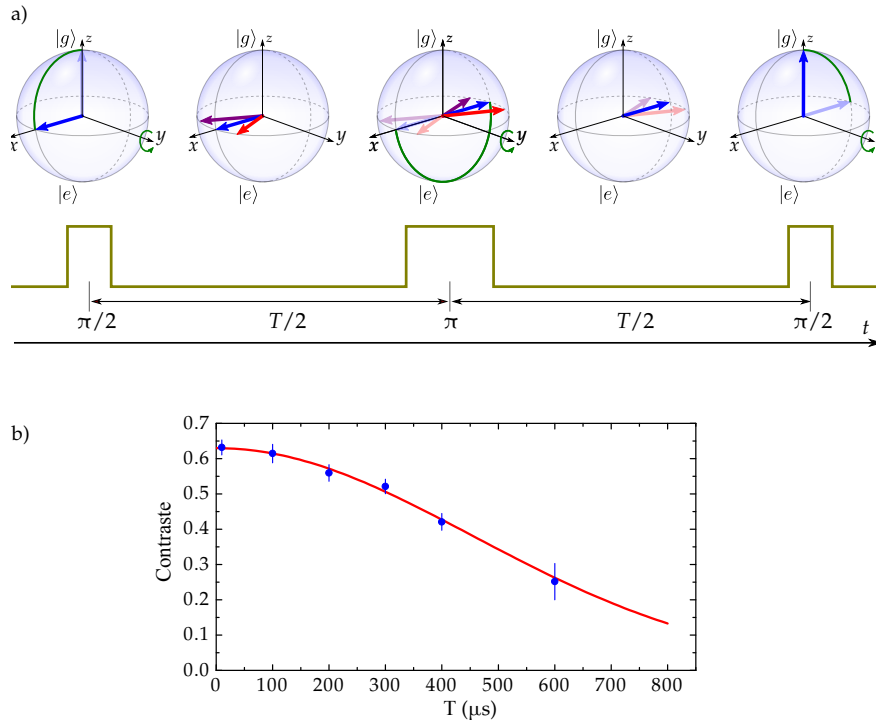 a)
|g⟩ z |g⟩ z |g⟩ z |g⟩ z |g⟩ z
x y x y x y x y x y
|e⟩ |e⟩ |e⟩ |e⟩ |e⟩
π/2 T/2 π T/2 π/2
t
b)
0.7
0.6
0.5
0.4
0.3
0.2
0.1
0.0
Contraste
0 100 200 300 400 500 600 700 800
T (μs)